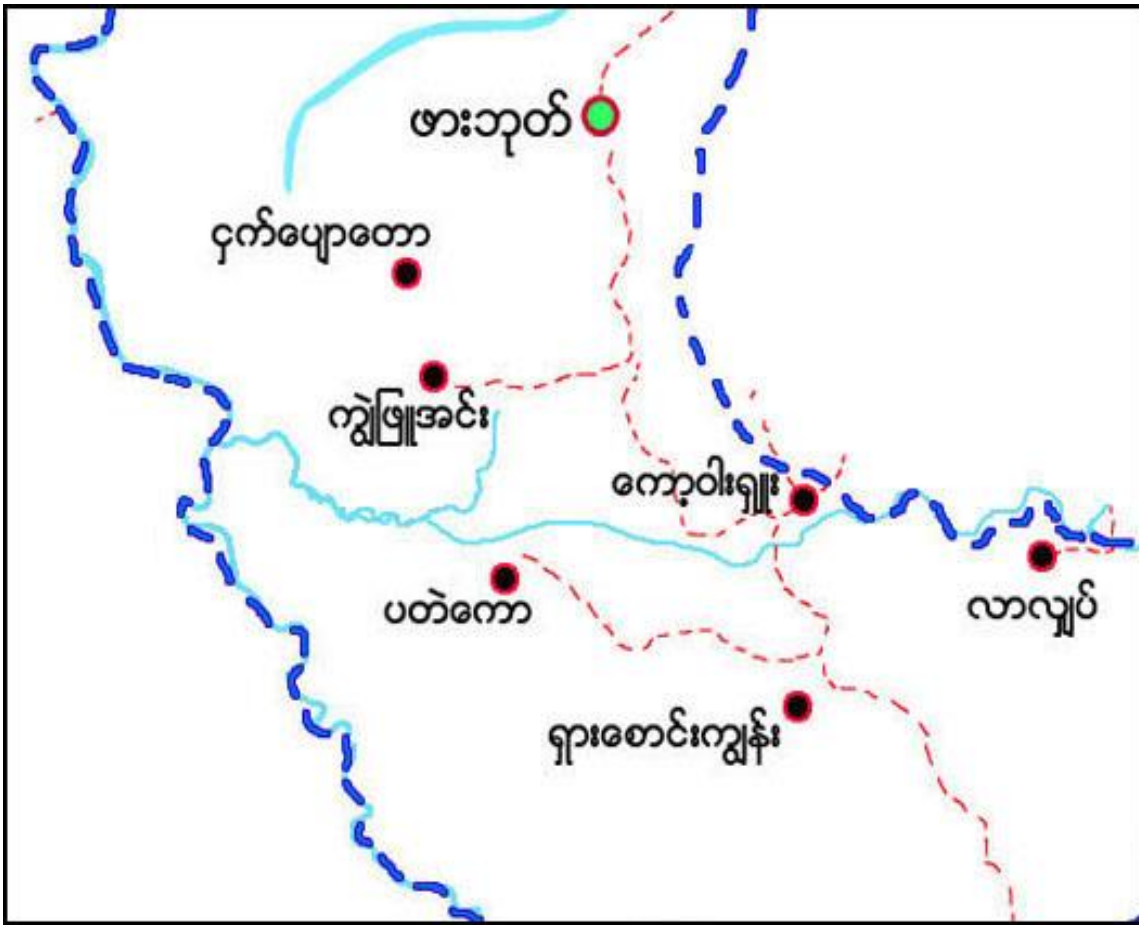 ဖားဘုတ်
ငှက်ပျောတော
ကျွဲဖြူအင်း
ကော့ဝါးရှူး
ပတဲကော
လာလျှပ်
ရှားစောင်းကျွန်း